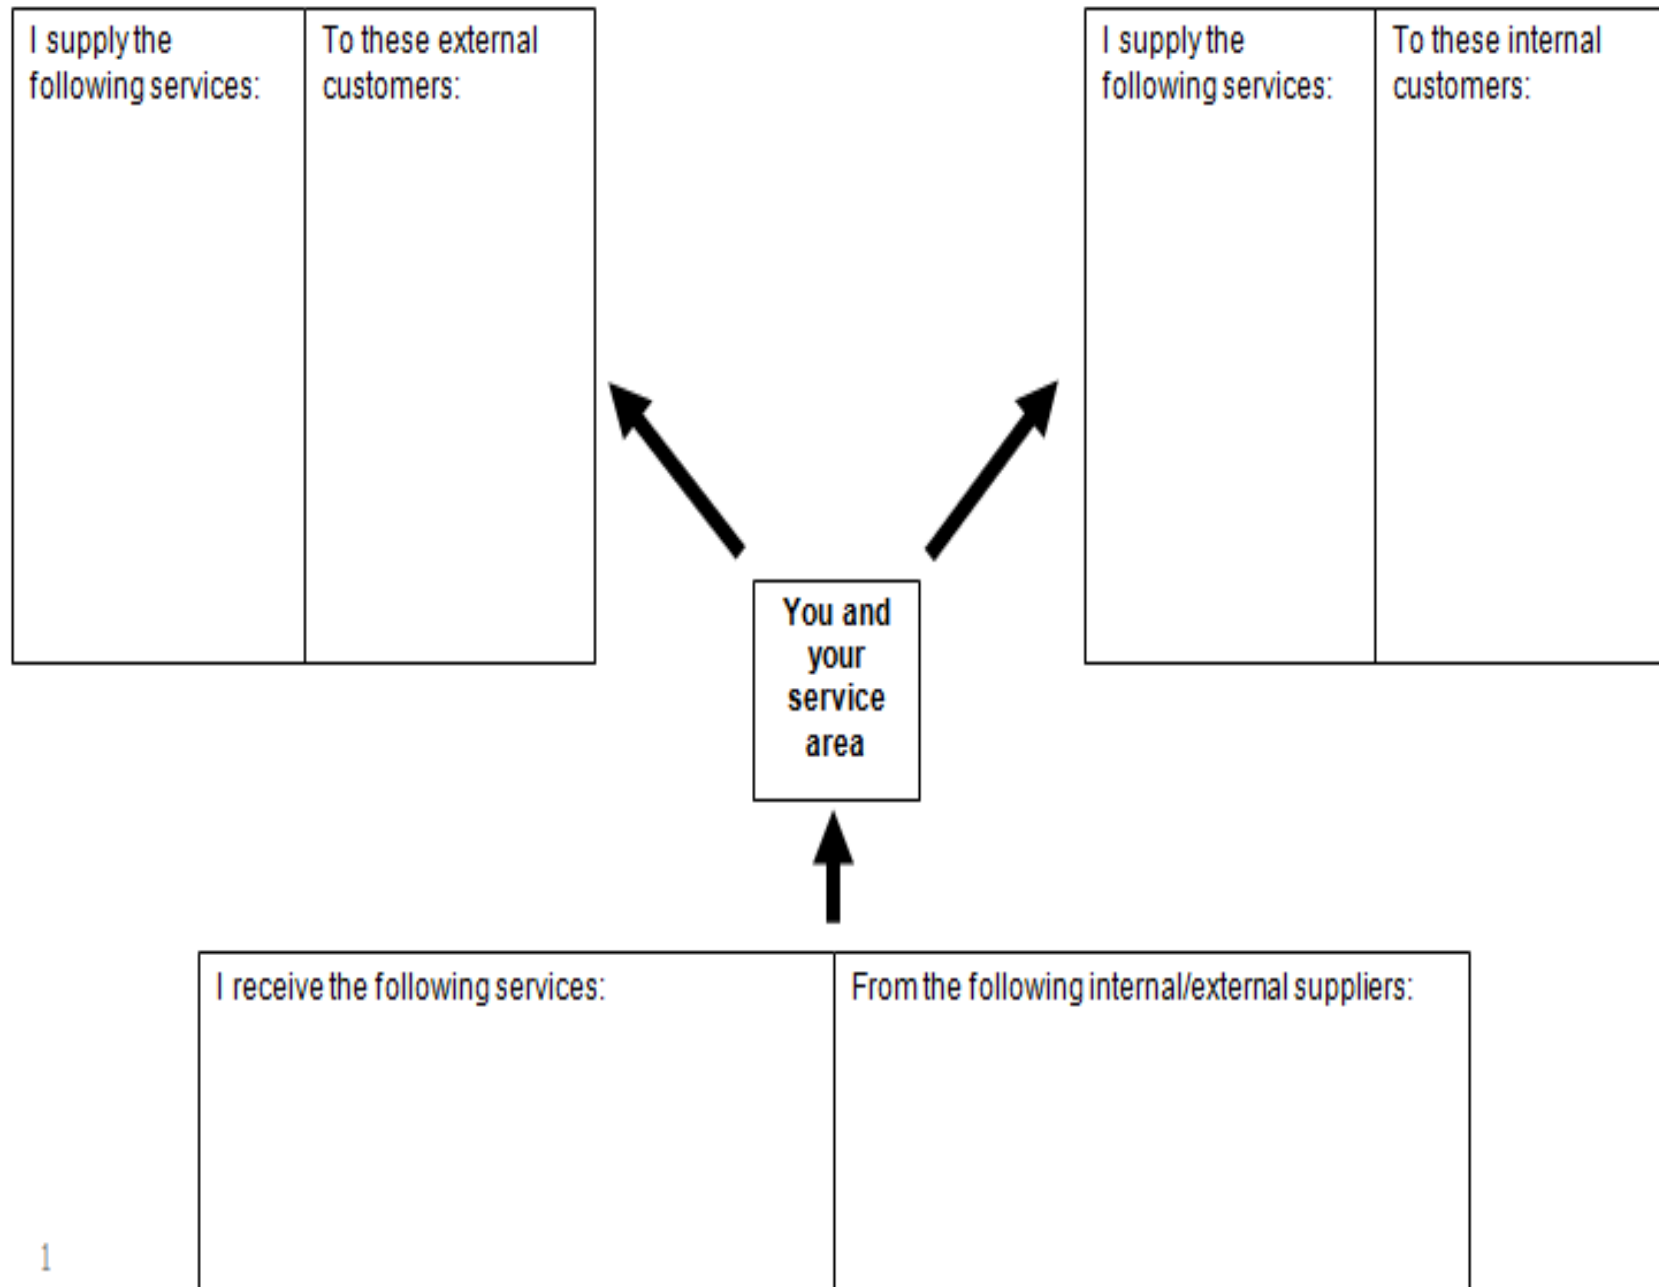 I supply the
following services:
To these external
customers:
I supply the
following services:
To these internal
customers:
You and
your
service
area
I receive the following services:
From the following internal/external suppliers:
1